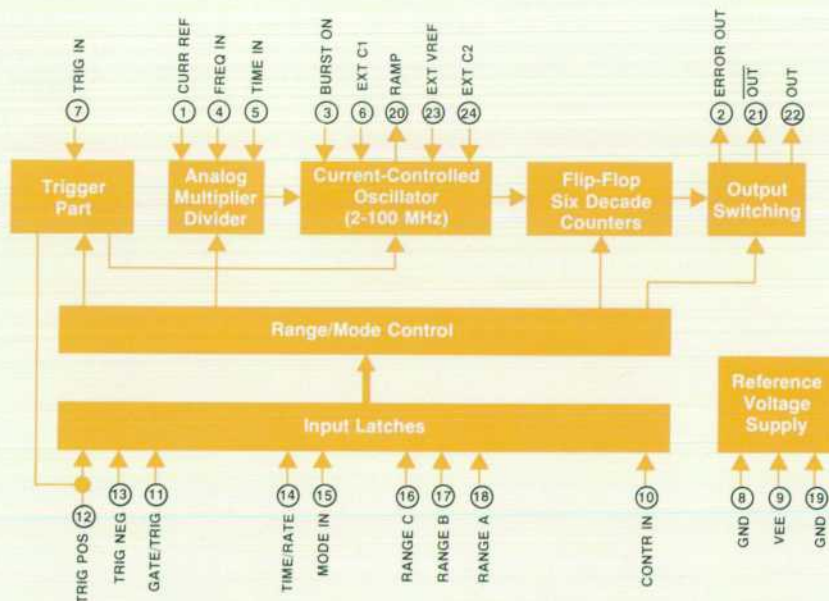 TRIG IN
7
CURR REF
1
FREQ IN
4
TIME IN
5
BURST ON
3
EXT C1
6
RAMP
20
EXT VREF
23
EXT C2
24
ERROR OUT
2
OUT
21
OUT
22
Trigger
Part
Analog
Multiplier
Divider
Current-Controlled
Oscillator
(2-100 MHz)
Flip-Flop
Six Decade
Counters
Output
Switching
Range/Mode Control
Input Latches
Reference
Voltage
Supply
12
TRIG POS
13
TRIG NEG
11
GATE/TRIG
14
TIME/RATE
15
MODE IN
16
RANGE C
17
RANGE B
18
RANGE A
10
CONTR IN
8
GND
9
VEE
19
GND